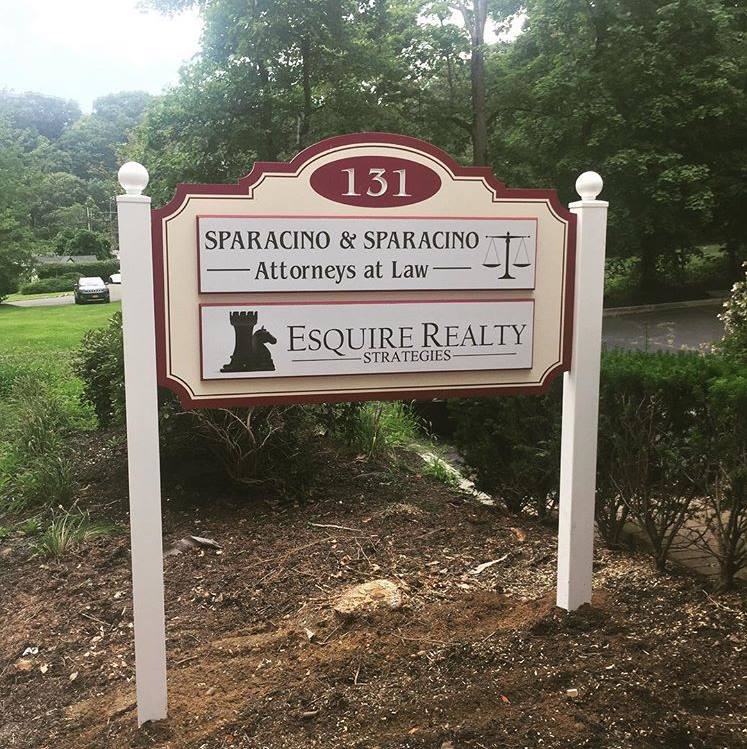 131
SPARACINO & SPARACINO
Attorneys at Law
ESQUIRE REALTY
STRATEGIES